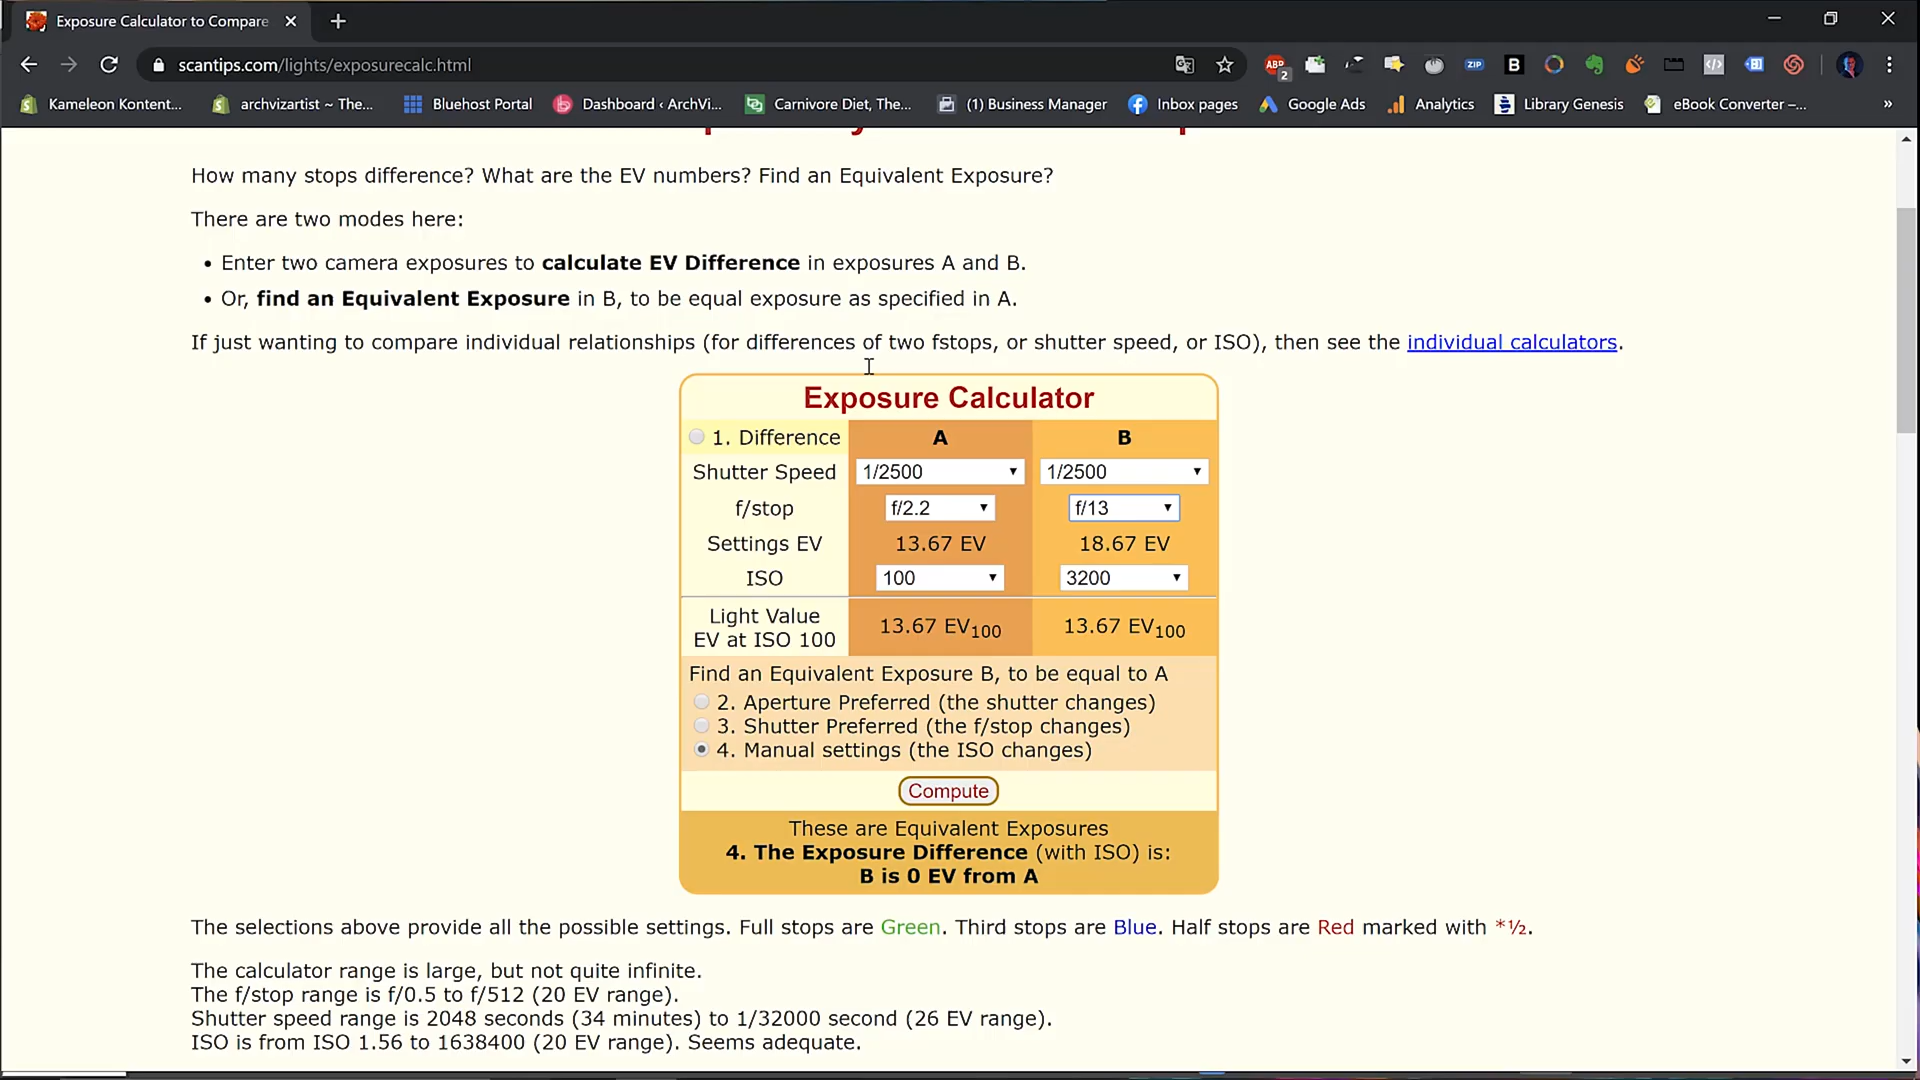 Exposure Calculator to Compare
scantips.com/lights/exposurecalc.html
ABP
2
ZIP
B
Kameleon Kontent...
archvizartist ~ The...
Bluehost Portal
Dashboard ‹ ArchVi...
Carnivore Diet, The...
(1) Business Manager
Inbox pages
Google Ads
Analytics
Library Genesis
eBook Converter –...
»
How many stops difference? What are the EV numbers? Find an Equivalent Exposure?
There are two modes here:
• Enter two camera exposures to calculate EV Difference in exposures A and B.
• Or, find an Equivalent Exposure in B, to be equal exposure as specified in A.
If just wanting to compare individual relationships (for differences of two fstops, or shutter speed, or ISO), then see the individual calculators.
Exposure Calculator
1. Difference A B
Shutter Speed 1/2500 1/2500
f/stop f/2.2 f/13
Settings EV 13.67 EV 18.67 EV
ISO 100 3200
Light Value
EV at ISO 100 13.67 EV100 13.67 EV100
Find an Equivalent Exposure B, to be equal to A
2. Aperture Preferred (the shutter changes)
3. Shutter Preferred (the f/stop changes)
4. Manual settings (the ISO changes)
Compute
These are Equivalent Exposures
4. The Exposure Difference (with ISO) is:
B is 0 EV from A
The selections above provide all the possible settings. Full stops are Green. Third stops are Blue. Half stops are Red marked with *½.
The calculator range is large, but not quite infinite.
The f/stop range is f/0.5 to f/512 (20 EV range).
Shutter speed range is 2048 seconds (34 minutes) to 1/32000 second (26 EV range).
ISO is from ISO 1.56 to 1638400 (20 EV range). Seems adequate.